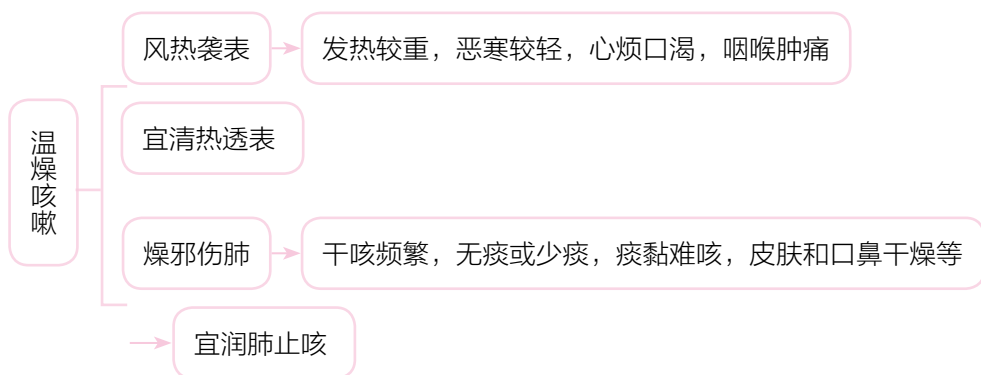 温燥咳嗽
风热袭表
发热较重，恶寒较轻，心烦口渴，咽喉肿痛
宜清热透表
燥邪伤肺
干咳频繁，无痰或少痰，痰黏难咳，皮肤和口鼻干燥等
宜润肺止咳